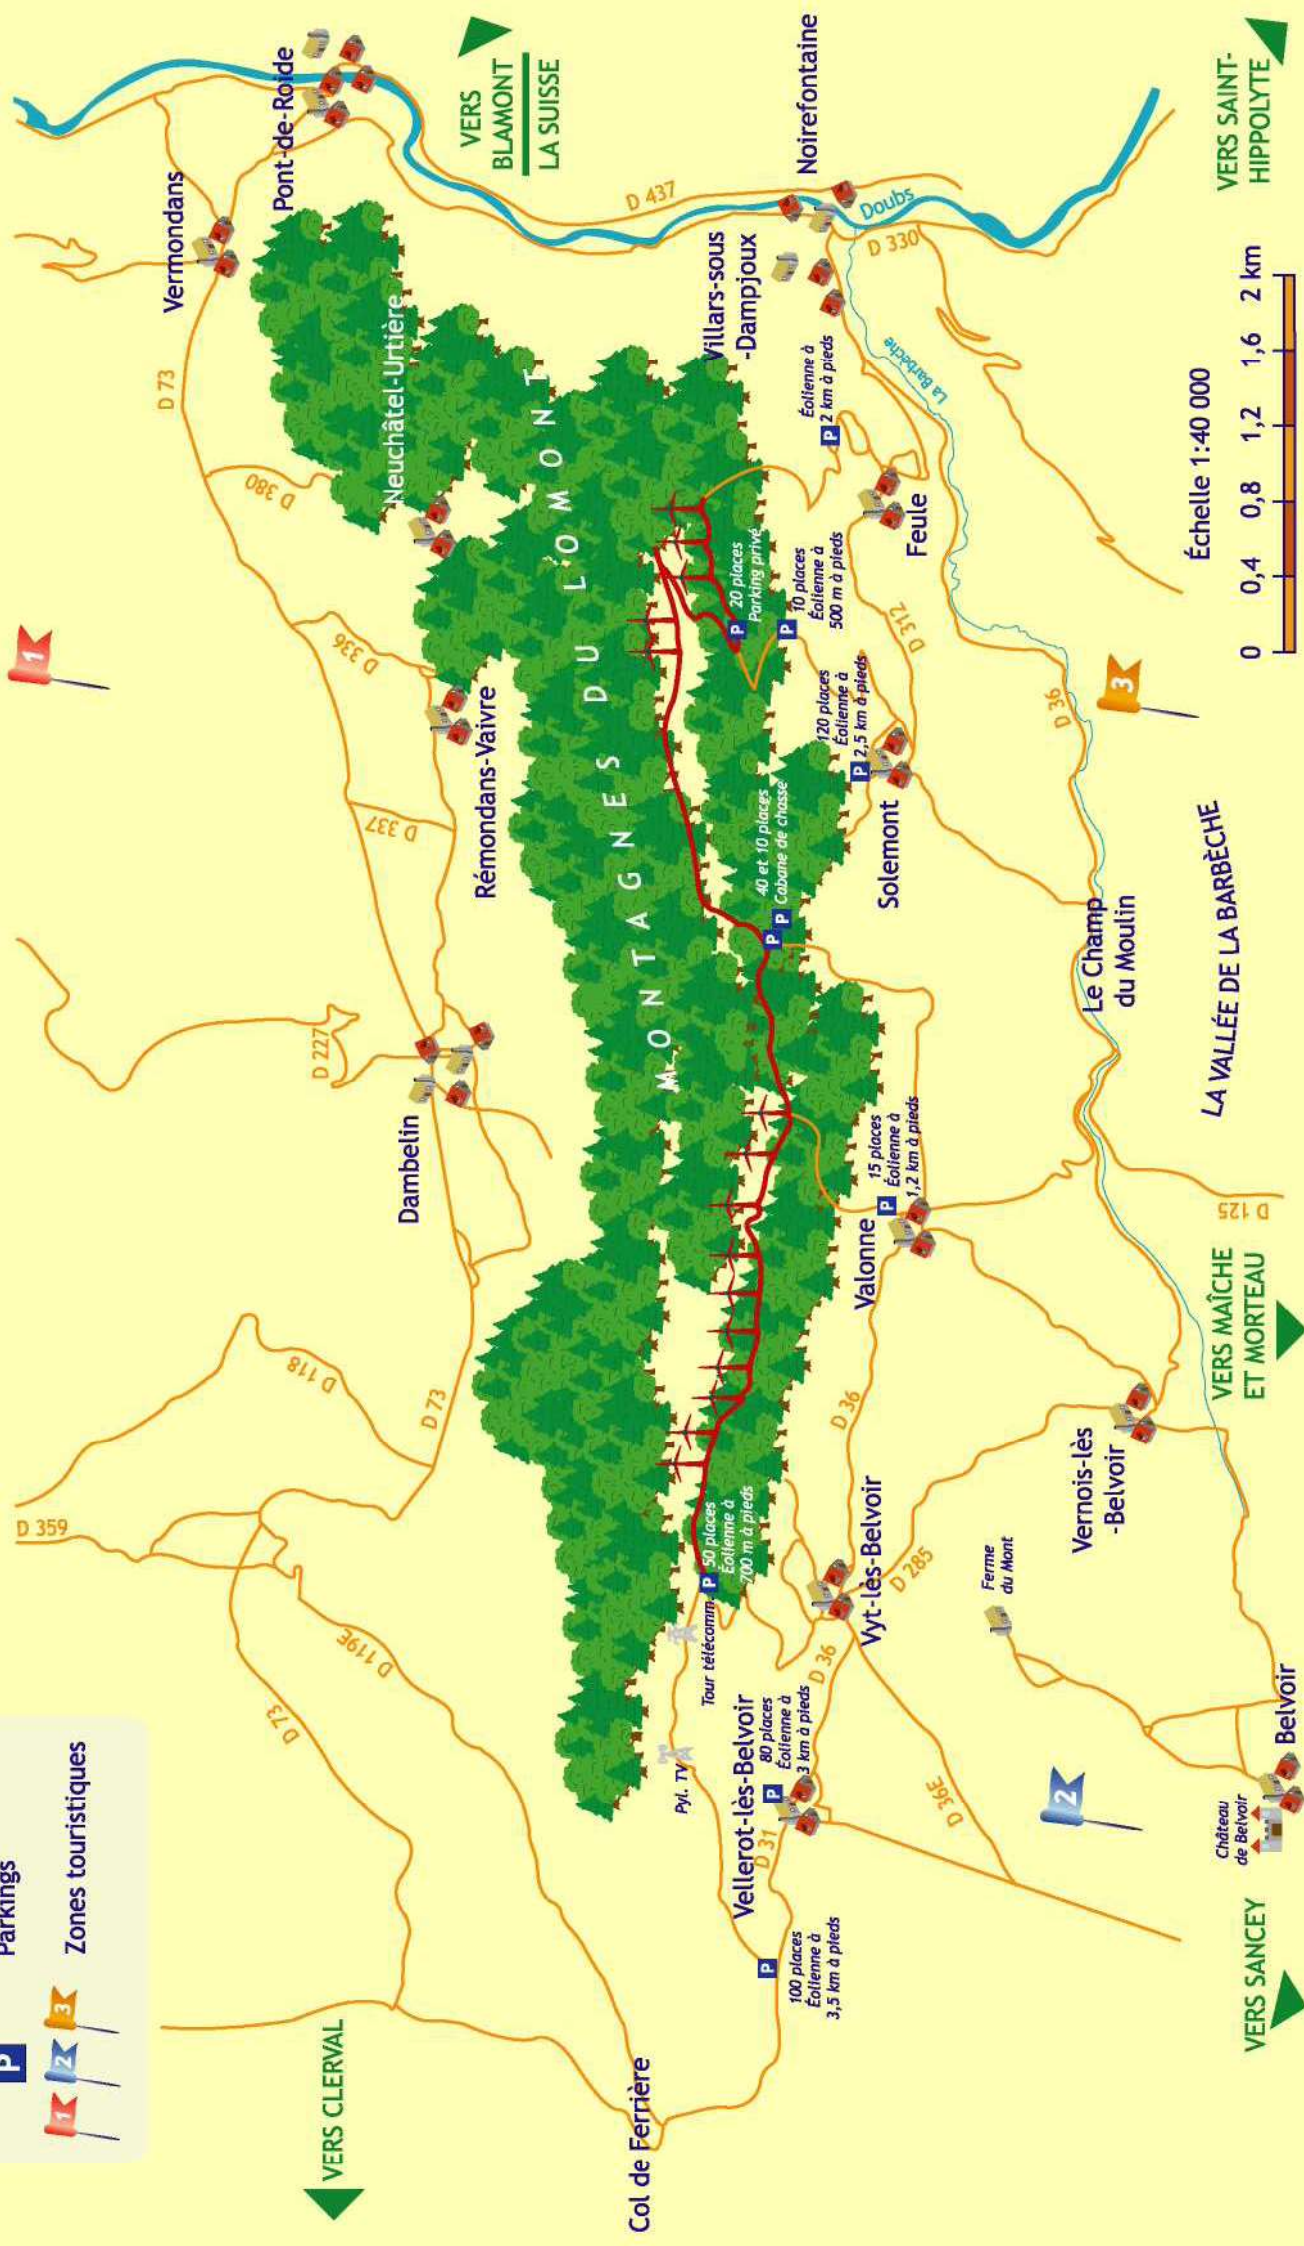 P
Parkings
1
2
3
Zones touristiques
1
VERS CLERVAL
D 359
D 118
D 227
D 73
D 119E
D 73
Dambelin
D 337
D 336
D 380
D 73
Vermondans
Pont-de-Roide
Rémondans-Vaivre
Neuchâtel-Urtière
VERS
BLAMONT
LA SUISSE
MONTAGNES DU LOMONT
Col de Ferrière
Pyl. TV
Tour télécomm.
50 places
Éolienne à
700 m à pieds
P
40 et 10 places
Cabane de chasse
P
P
20 places
Parking privé
P
10 places
Éolienne à
500 m à pieds
P
D 437
Villars-sous
-Dampjoux
Noirefontaine
Doubs
D 330
100 places
Éolienne à
3,5 km à pieds
P
D 31
Vellerot-lès-Belvoir
80 places
Éolienne à
3 km à pieds
P
D 36
Vyt-lès-Belvoir
D 36
Valonne
15 places
Éolienne à
1,2 km à pieds
P
120 places
Éolienne à
2,5 km à pieds
P
Solemont
D 312
Feule
Éolienne à
2 km à pieds
P
La Barbèche
D 36E
D 285
Ferme
du Mont
2
Vernois-lès
-Belvoir
Le Champ
du Moulin
D 36
3
Château
de Belvoir
Belvoir
D 125
LA VALLÉE DE LA BARBÈCHE
VERS SANCEY
VERS MAÎCHE
ET MORTEAU
VERS SAINT-
HIPPOLYTE
Échelle 1:40 000
0 0,4 0,8 1,2 1,6 2 km